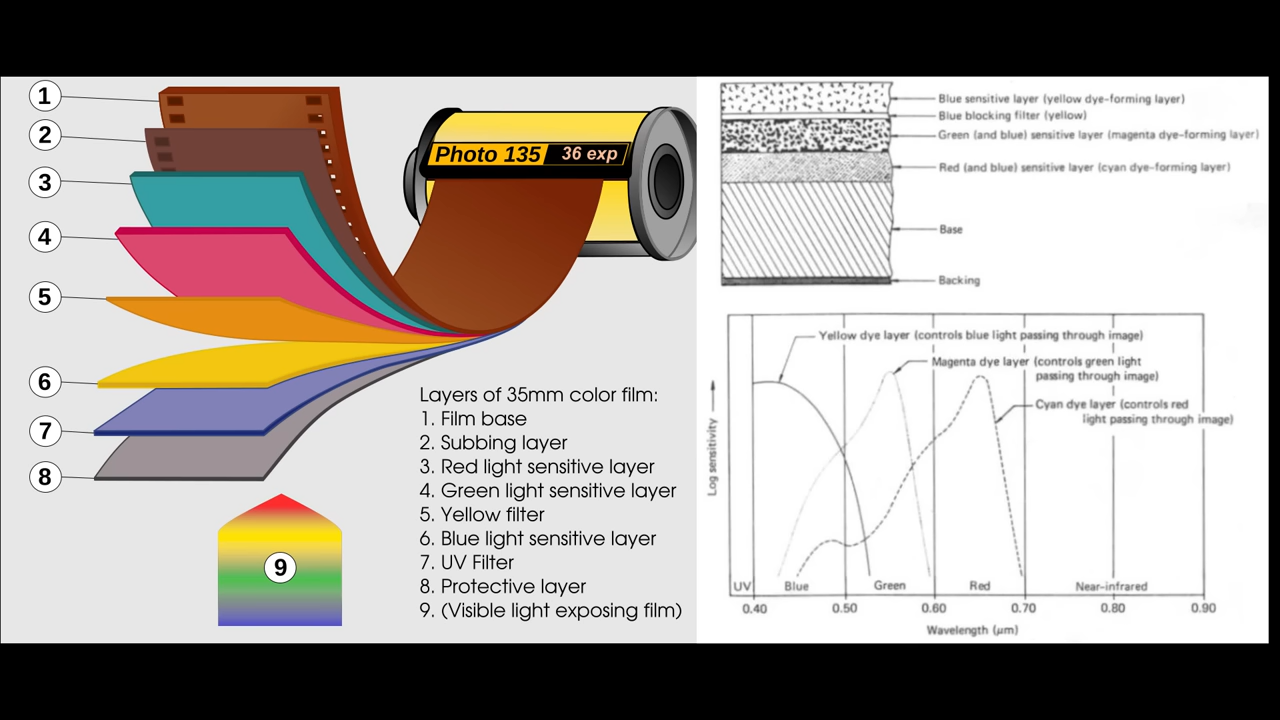 1
2
3
4
5
6
7
8
9
Photo 135
36 exp
Layers of 35mm color film:
1. Film base
2. Subbing layer
3. Red light sensitive layer
4. Green light sensitive layer
5. Yellow filter
6. Blue light sensitive layer
7. UV Filter
8. Protective layer
9. (Visible light exposing film)
Blue sensitive layer (yellow dye-forming layer)
Blue blocking filter (yellow)
Green (and blue) sensitive layer (magenta dye-forming layer)
Red (and blue) sensitive layer (cyan dye-forming layer)
Base
Backing
Yellow dye layer (controls blue light passing through image)
Magenta dye layer (controls green light
passing through image)
Cyan dye layer (controls red
light passing through image)
Log sensitivity
UV Blue Green Red Near-infrared
0.40 0.50 0.60 0.70 0.80 0.90
Wavelength (μm)